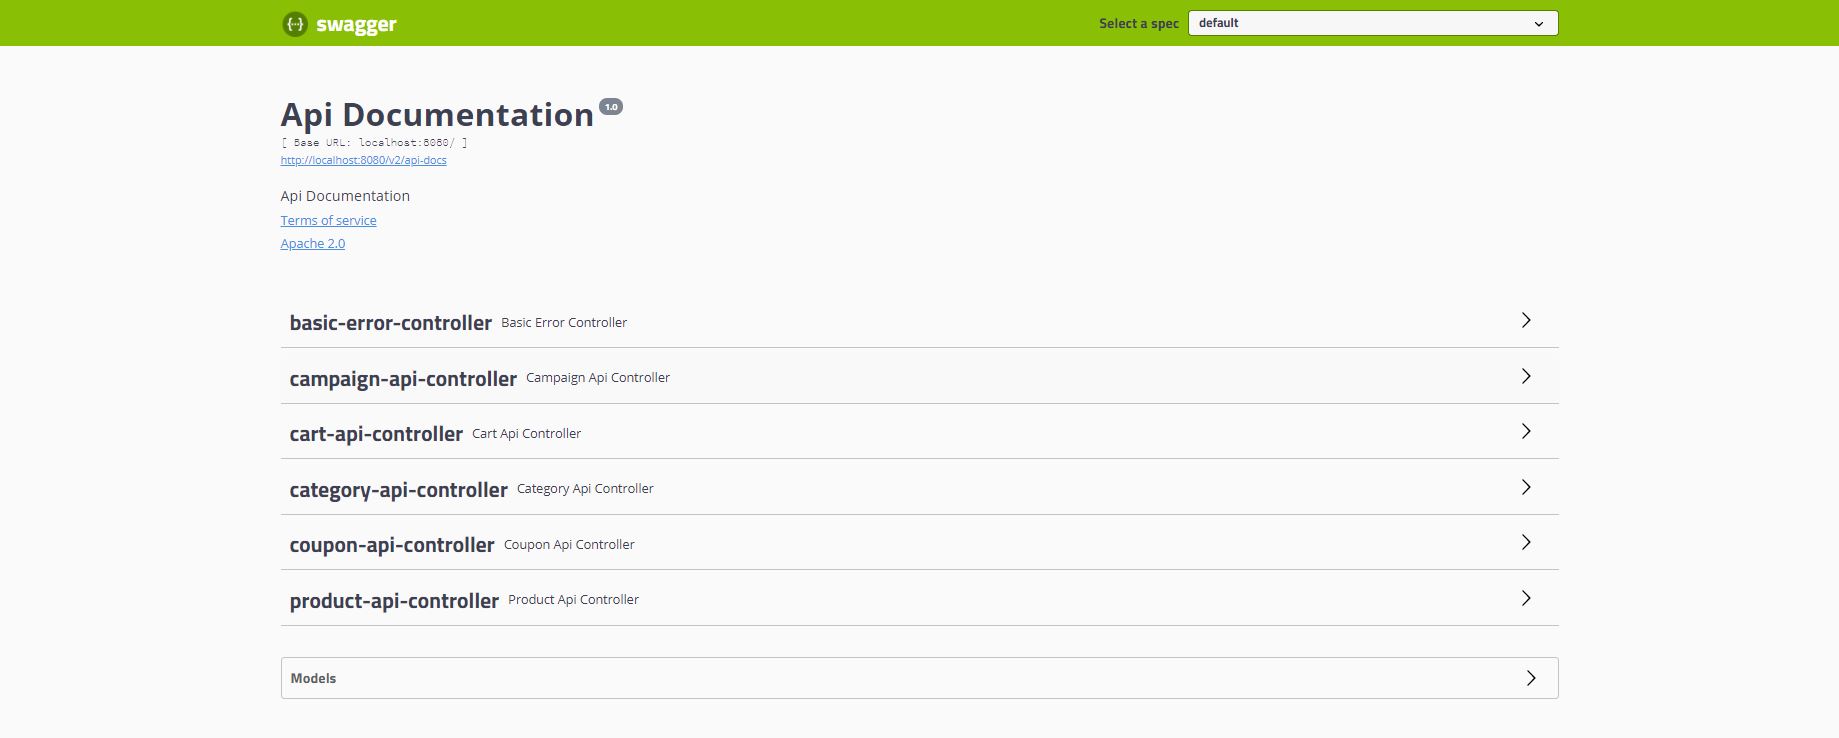 swagger
Select a spec default
Api Documentation 1.0
[ Base URL: localhost:8080/ ]
http://localhost:8080/v2/api-docs
Api Documentation
Terms of service
Apache 2.0
basic-error-controller Basic Error Controller
campaign-api-controller Campaign Api Controller
cart-api-controller Cart Api Controller
category-api-controller Category Api Controller
coupon-api-controller Coupon Api Controller
product-api-controller Product Api Controller
Models